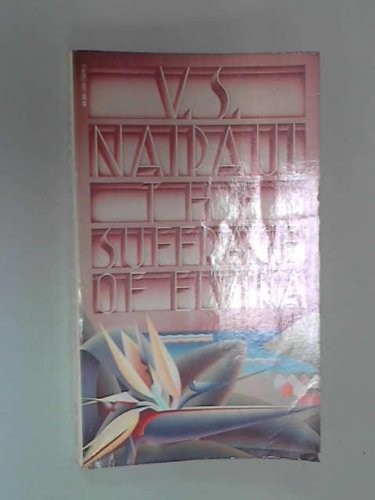 V. S.
NAIPAUL
THE
SUFFRAGE
OF ELVIRA